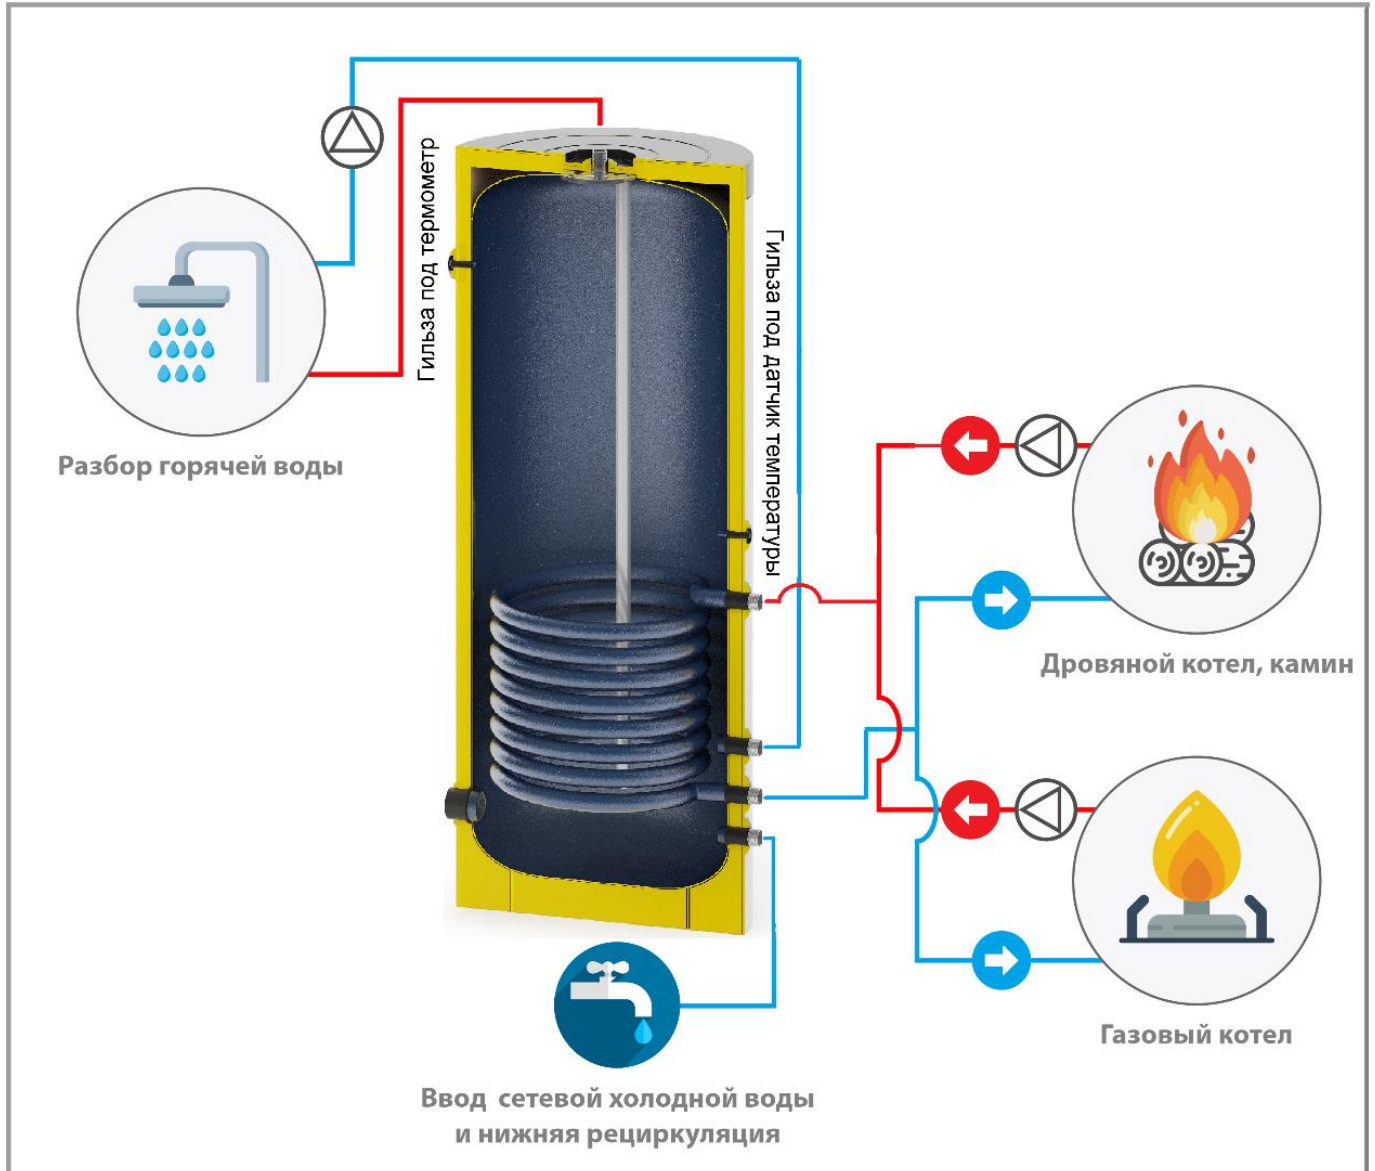 Гильза под термометр
Гильза под датчик температуры
Разбор горячей воды
Дровяной котел, камин
Газовый котел
Ввод сетевой холодной воды
и нижняя рециркуляция